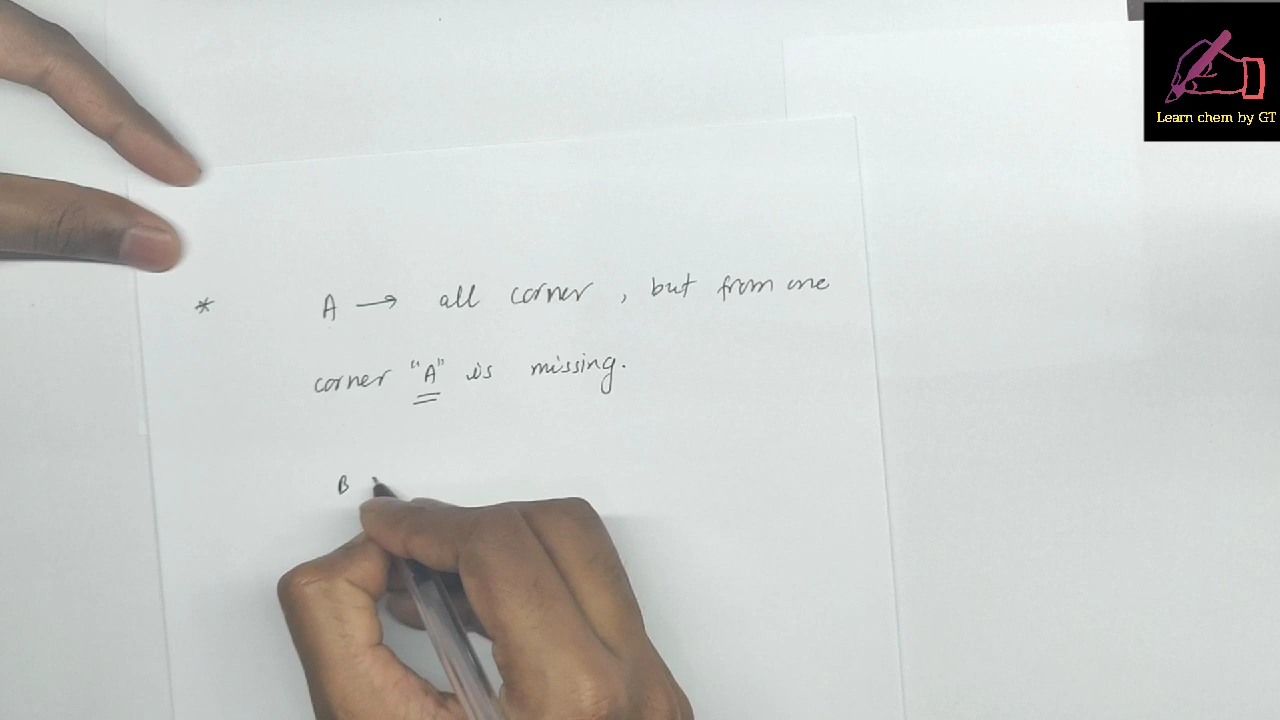 Learn chem by GT
* A → all corner, but from one
corner "A" is missing.
B